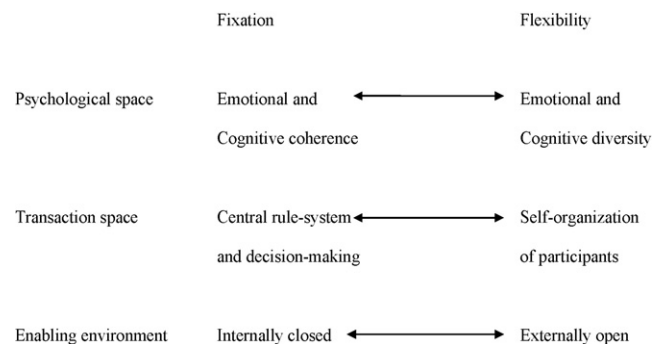 Fixation Flexibility
Psychological space Emotional and Emotional and
Cognitive coherence Cognitive diversity
Transaction space Central rule-system Self-organization
and decision-making of participants
Enabling environment Internally closed Externally open